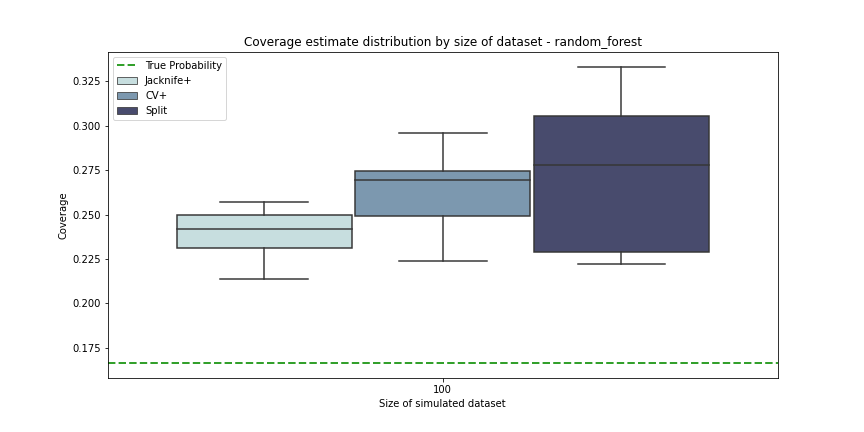 Coverage estimate distribution by size of dataset - random_forest
True Probability
Jacknife+
CV+
Split
0.325
0.300
0.275
0.250
0.225
0.200
0.175
Coverage
100
Size of simulated dataset